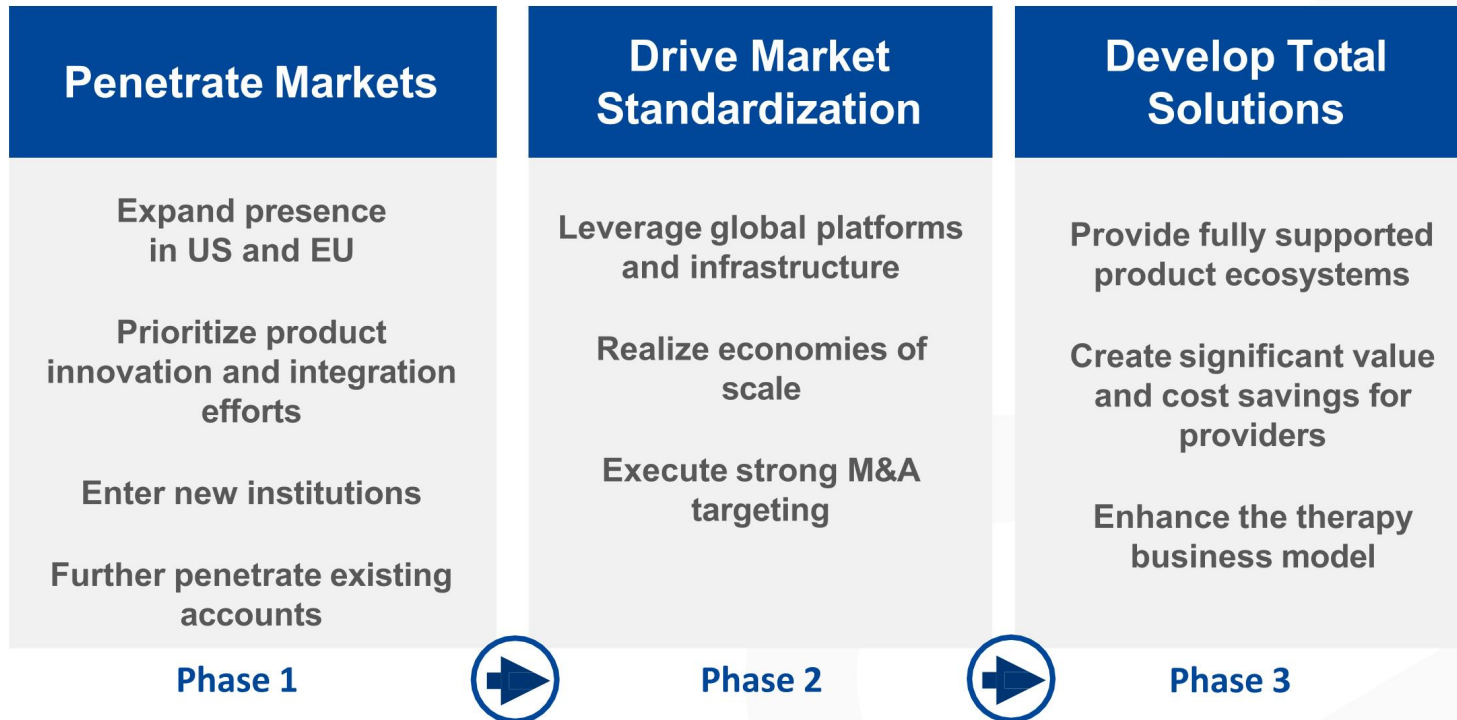 Penetrate Markets
Expand presence
in US and EU
Prioritize product
innovation and integration
efforts
Enter new institutions
Further penetrate existing
accounts
Phase 1
Drive Market
Standardization
Leverage global platforms
and infrastructure
Realize economies of
scale
Execute strong M&A
targeting
Phase 2
Develop Total
Solutions
Provide fully supported
product ecosystems
Create significant value
and cost savings for
providers
Enhance the therapy
business model
Phase 3